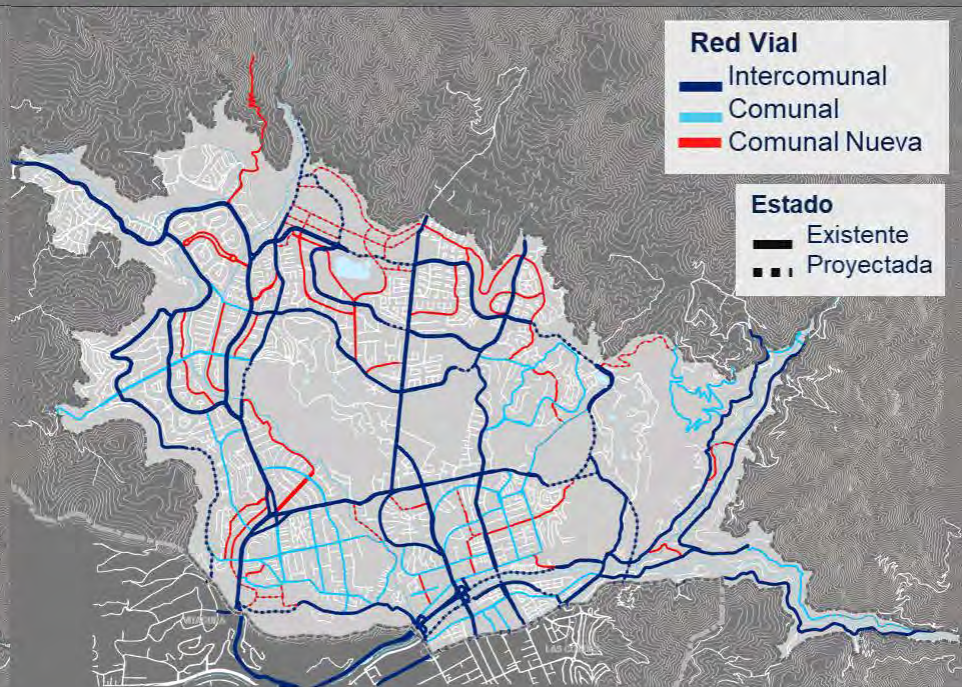 Red Vial
Intercomunal
Comunal
Comunal Nueva
Estado
Existente
Proyectada